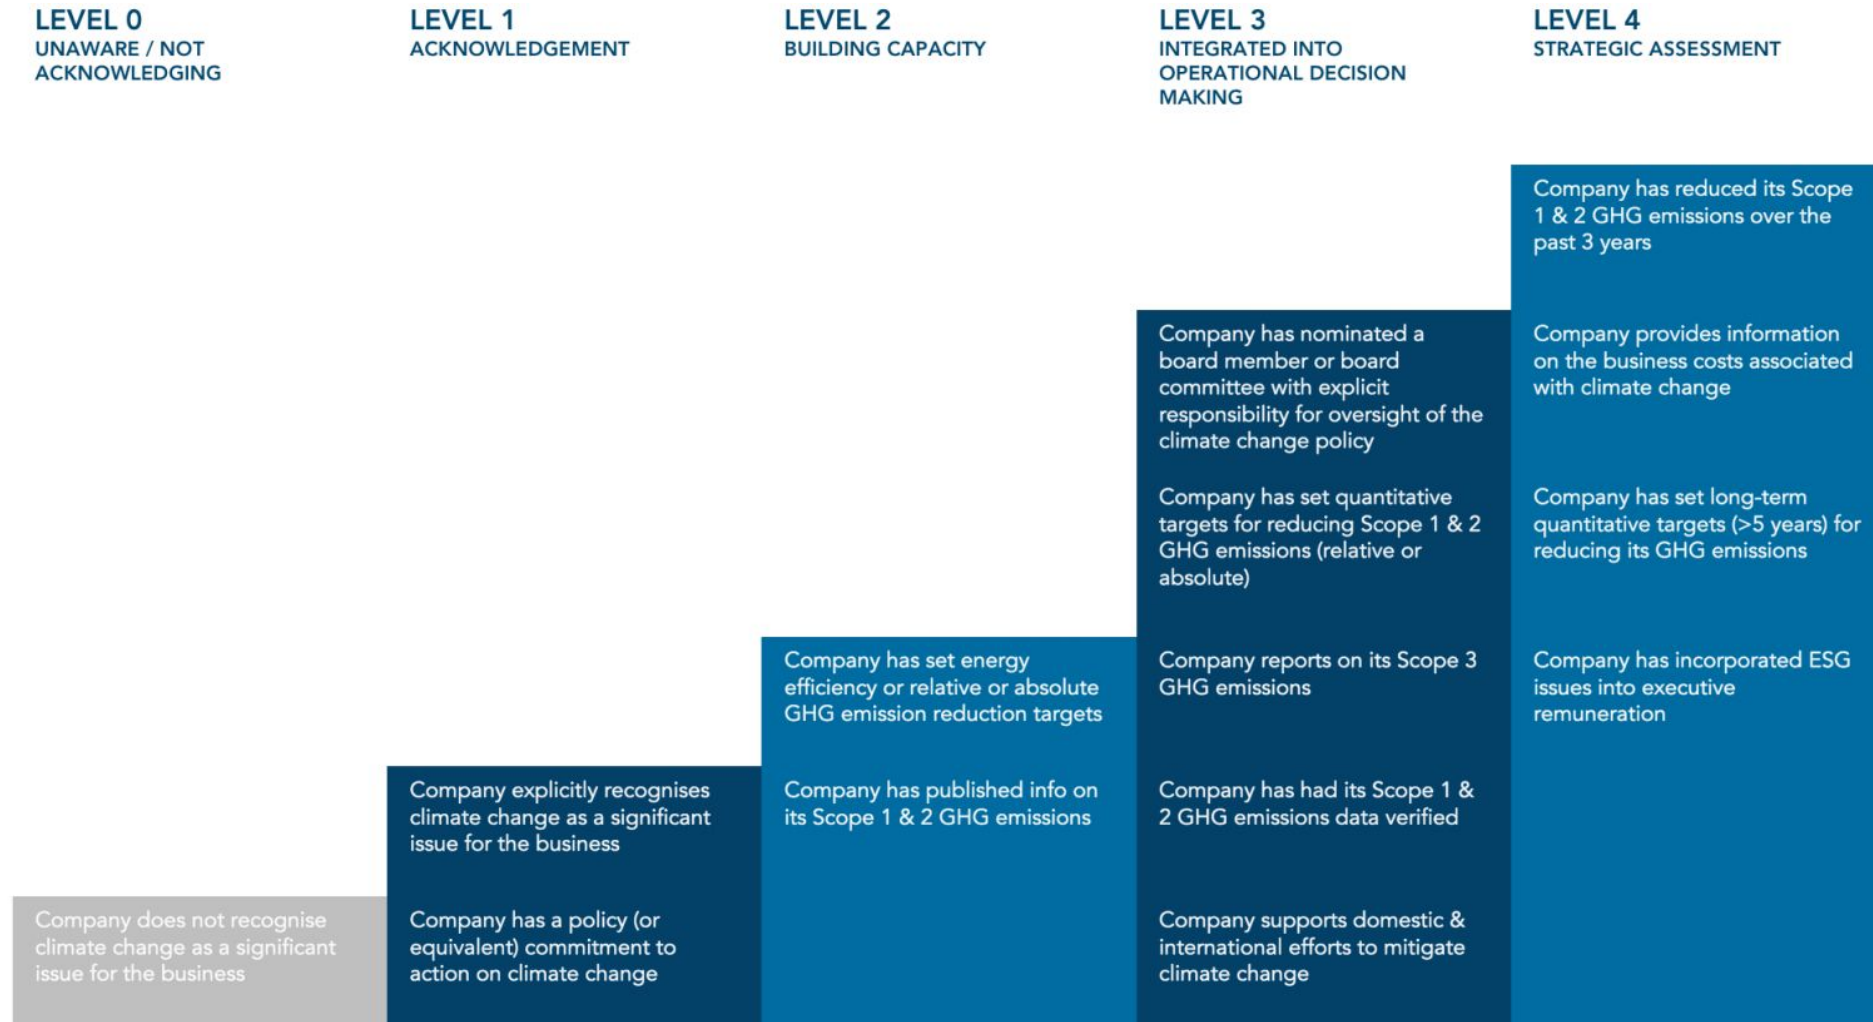 LEVEL 0
UNAWARE / NOT
ACKNOWLEDGING
Company does not recognise
climate change as a significant
issue for the business
LEVEL 1
ACKNOWLEDGEMENT
Company explicitly recognises
climate change as a significant
issue for the business
Company has a policy (or
equivalent) commitment to
action on climate change
LEVEL 2
BUILDING CAPACITY
Company has set energy
efficiency or relative or absolute
GHG emission reduction targets
Company has published info on
its Scope 1 & 2 GHG emissions
LEVEL 3
INTEGRATED INTO
OPERATIONAL DECISION
MAKING
Company has nominated a
board member or board
committee with explicit
responsibility for oversight of the
climate change policy
Company has set quantitative
targets for reducing Scope 1 & 2
GHG emissions (relative or
absolute)
Company reports on its Scope 3
GHG emissions
Company has had its Scope 1 &
2 GHG emissions data verified
Company supports domestic &
international efforts to mitigate
climate change
LEVEL 4
STRATEGIC ASSESSMENT
Company has reduced its Scope
1 & 2 GHG emissions over the
past 3 years
Company provides information
on the business costs associated
with climate change
Company has set long-term
quantitative targets (>5 years) for
reducing its GHG emissions
Company has incorporated ESG
issues into executive
remuneration